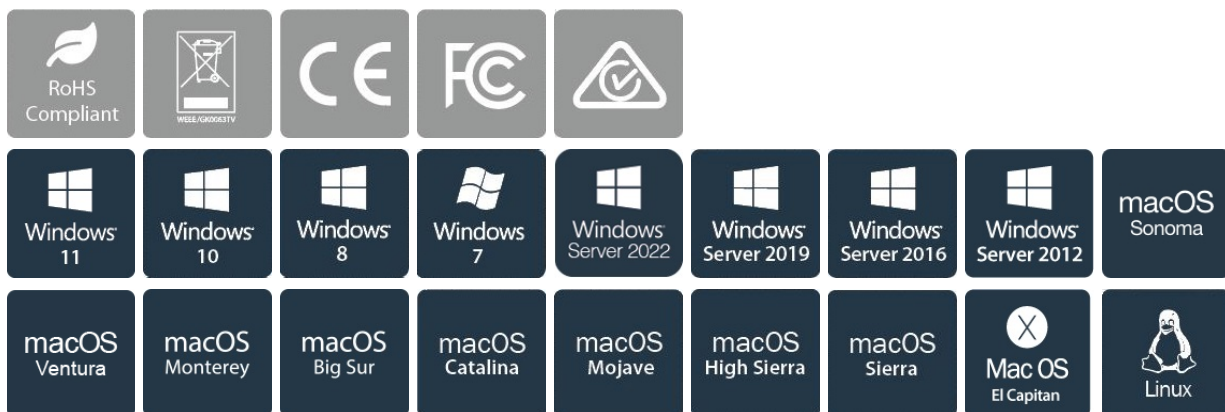 RoHS
Compliant
WEEE/GK0063TV
CE
FC
Windows
11
Windows
10
Windows
8
Windows
7
Windows
Server 2022
Windows
Server 2019
Windows
Server 2016
Windows
Server 2012
macOS
Sonoma
macOS
Ventura
macOS
Monterey
macOS
Big Sur
macOS
Catalina
macOS
Mojave
macOS
High Sierra
macOS
Sierra
X
Mac OS
El Capitan
Linux